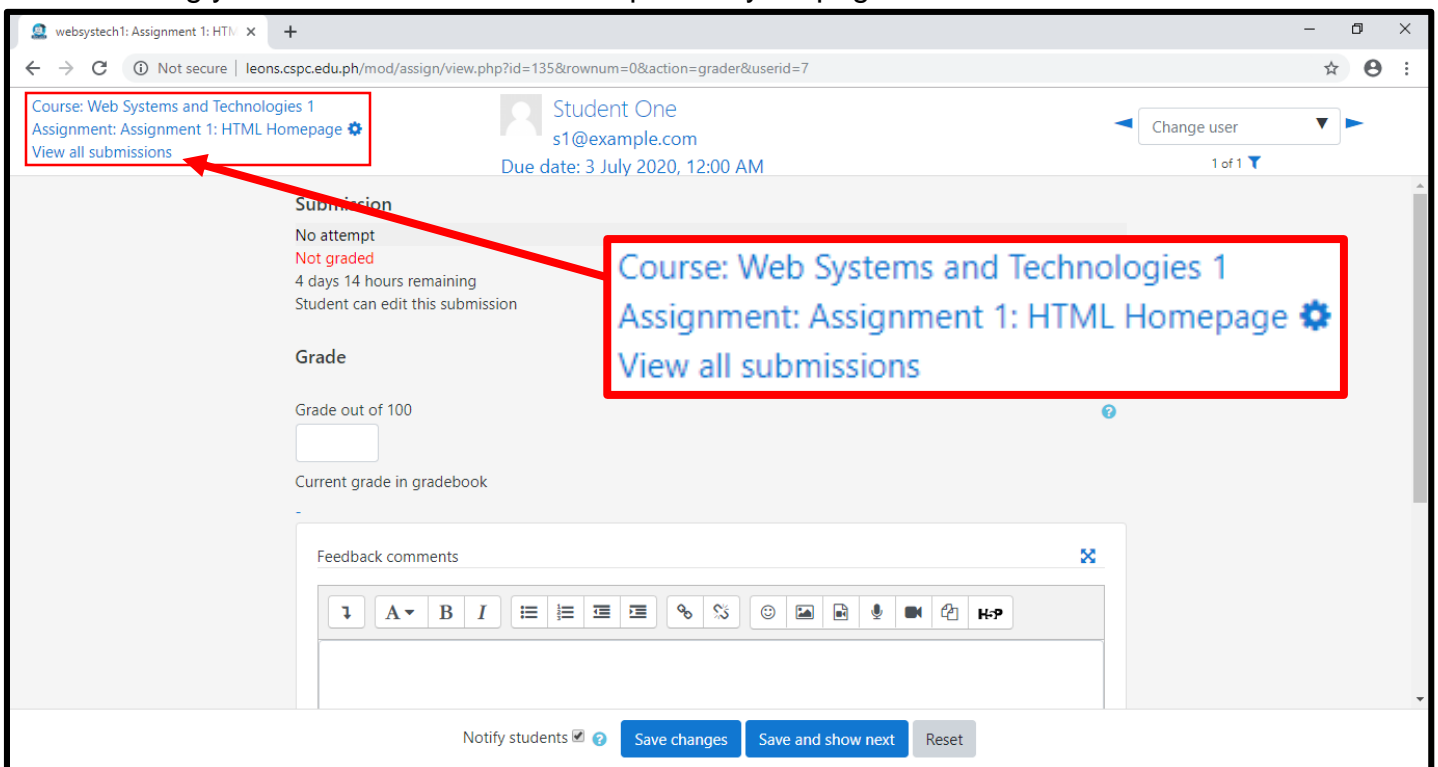 websystech1: Assignment 1: HTM
Not secure | leons.cspc.edu.ph/mod/assign/view.php?id=135&rownum=0&action=grader&userid=7
Course: Web Systems and Technologies 1
Assignment: Assignment 1: HTML Homepage
View all submissions
Student One
s1@example.com
Due date: 3 July 2020, 12:00 AM
Change user
1 of 1
Submission
No attempt
Not graded
4 days 14 hours remaining
Student can edit this submission
Course: Web Systems and Technologies 1
Assignment: Assignment 1: HTML Homepage
View all submissions
Grade
Grade out of 100
Current grade in gradebook
-
Feedback comments
A B I H-P
Notify students Save changes Save and show next Reset